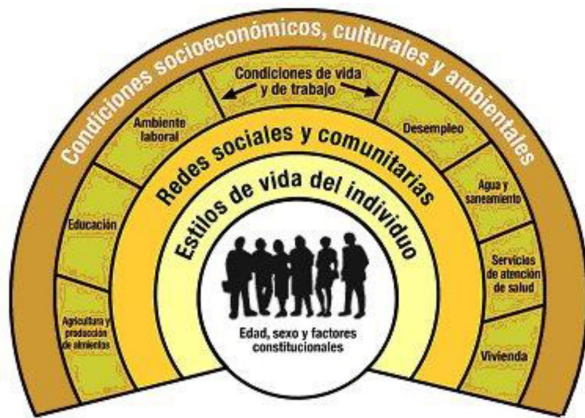 Condiciones socioeconómicos, culturales y ambientales
Condiciones de vida
y de trabajo
Ambiente
laboral
Desempleo
Redes sociales y comunitarias
Educación
Agua y
saneamiento
Estilos de vida del individuo
Servicios
de atención
de salud
Agricultura y
producción
de alimentos
Vivienda
Edad, sexo y factores
constitucionales